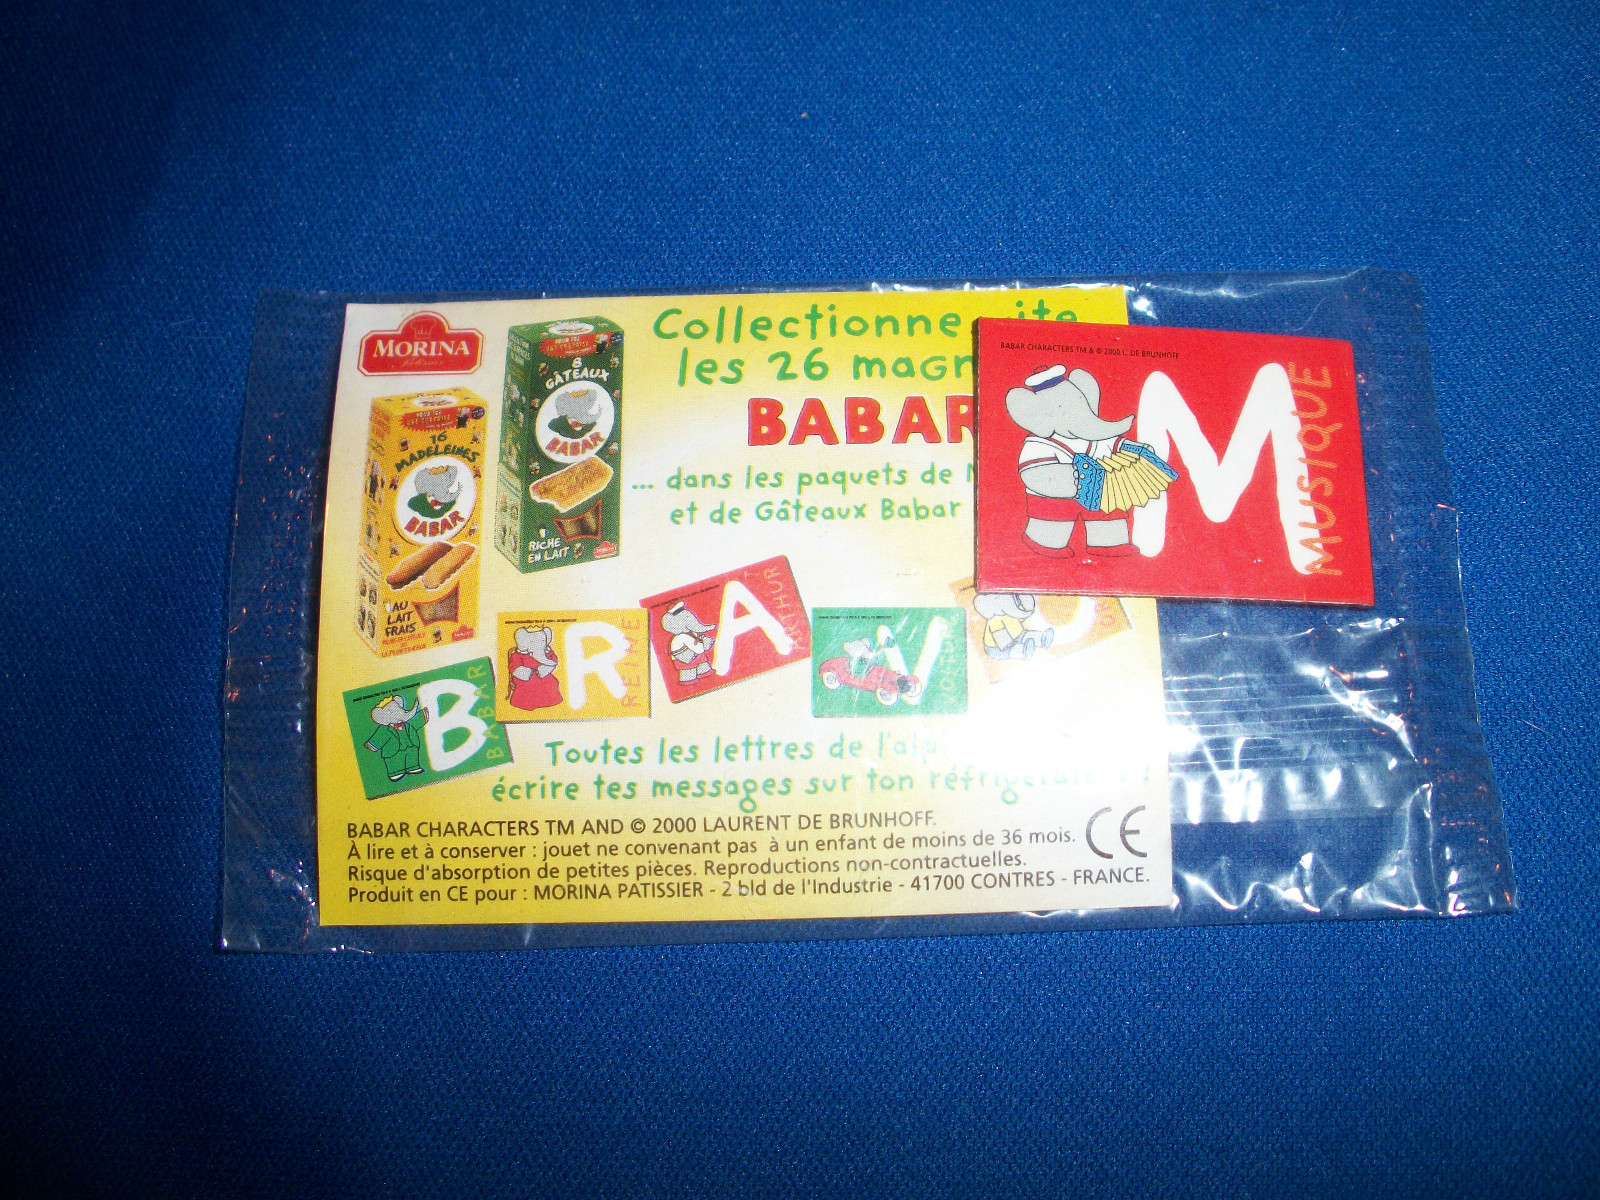 MORINA
Collectionne
les 26
BABAR
... dans les paquets de
et de Gâteaux Babar
16
MADELEINES
BABAR
AU
LAIT
FRAIS
8
GÂTEAUX
BABAR
RICHE
EN LAIT
BABAR CHARACTERS TM & © 2000 L. DE BRUNHOFF
M
MUSIQUE
B
BABAR
R
REINE
A
ARTHUR
V
Toutes les lettres de
écrire tes messages sur ton
BABAR CHARACTERS TM AND © 2000 LAURENT DE BRUNHOFF.
À lire et à conserver : jouet ne convenant pas à un enfant de moins de 36 mois.
Risque d'absorption de petites pièces. Reproductions non-contractuelles.
Produit en CE pour : MORINA PATISSIER - 2 bld de l'Industrie - 41700 CONTRES - FRANCE.
CE